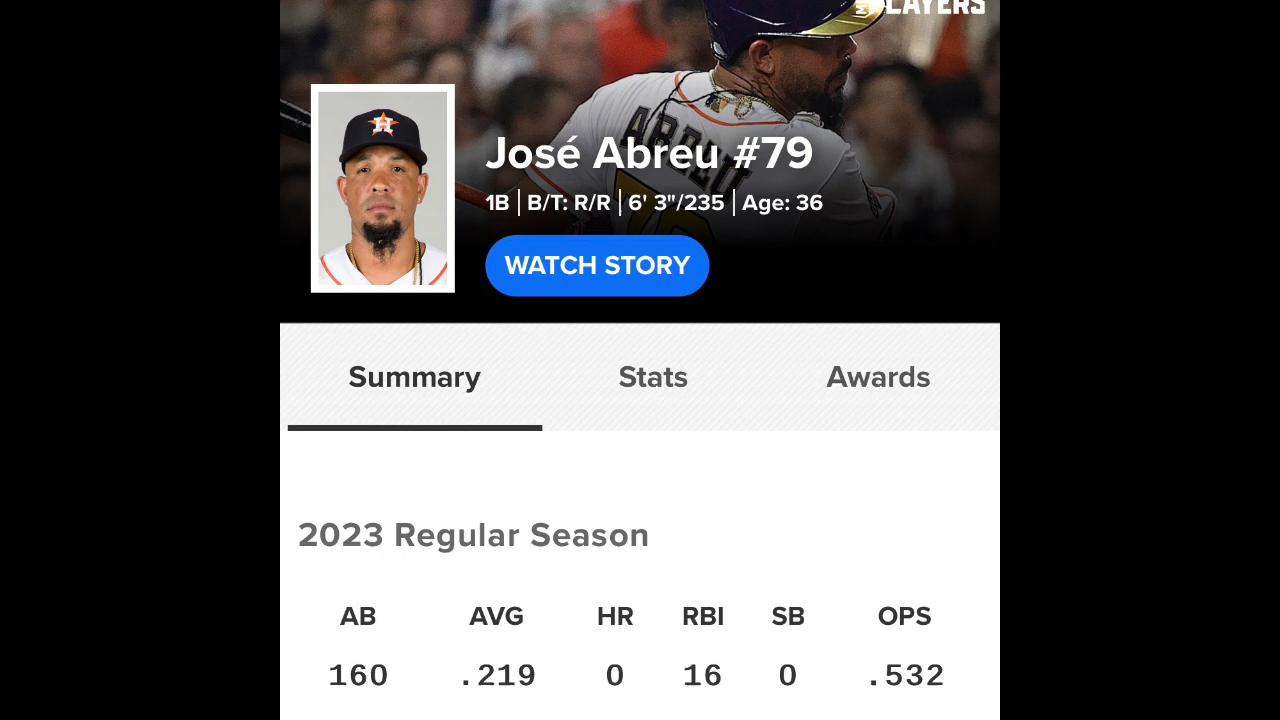 PLAYERS
ABREU
José Abreu #79
1B | B/T: R/R | 6' 3"/235 | Age: 36
WATCH STORY
Summary Stats Awards
2023 Regular Season
AB AVG HR RBI SB OPS
160 .219 0 16 0 .532